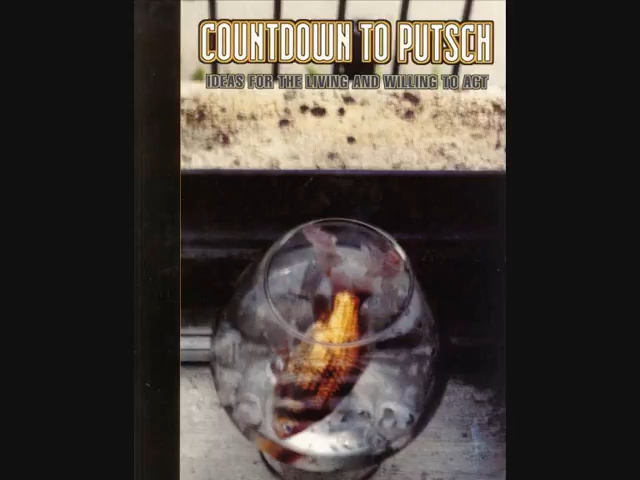 COUNTDOWN TO PUTSCH
IDEAS FOR THE LIVING AND WILLING TO ACT